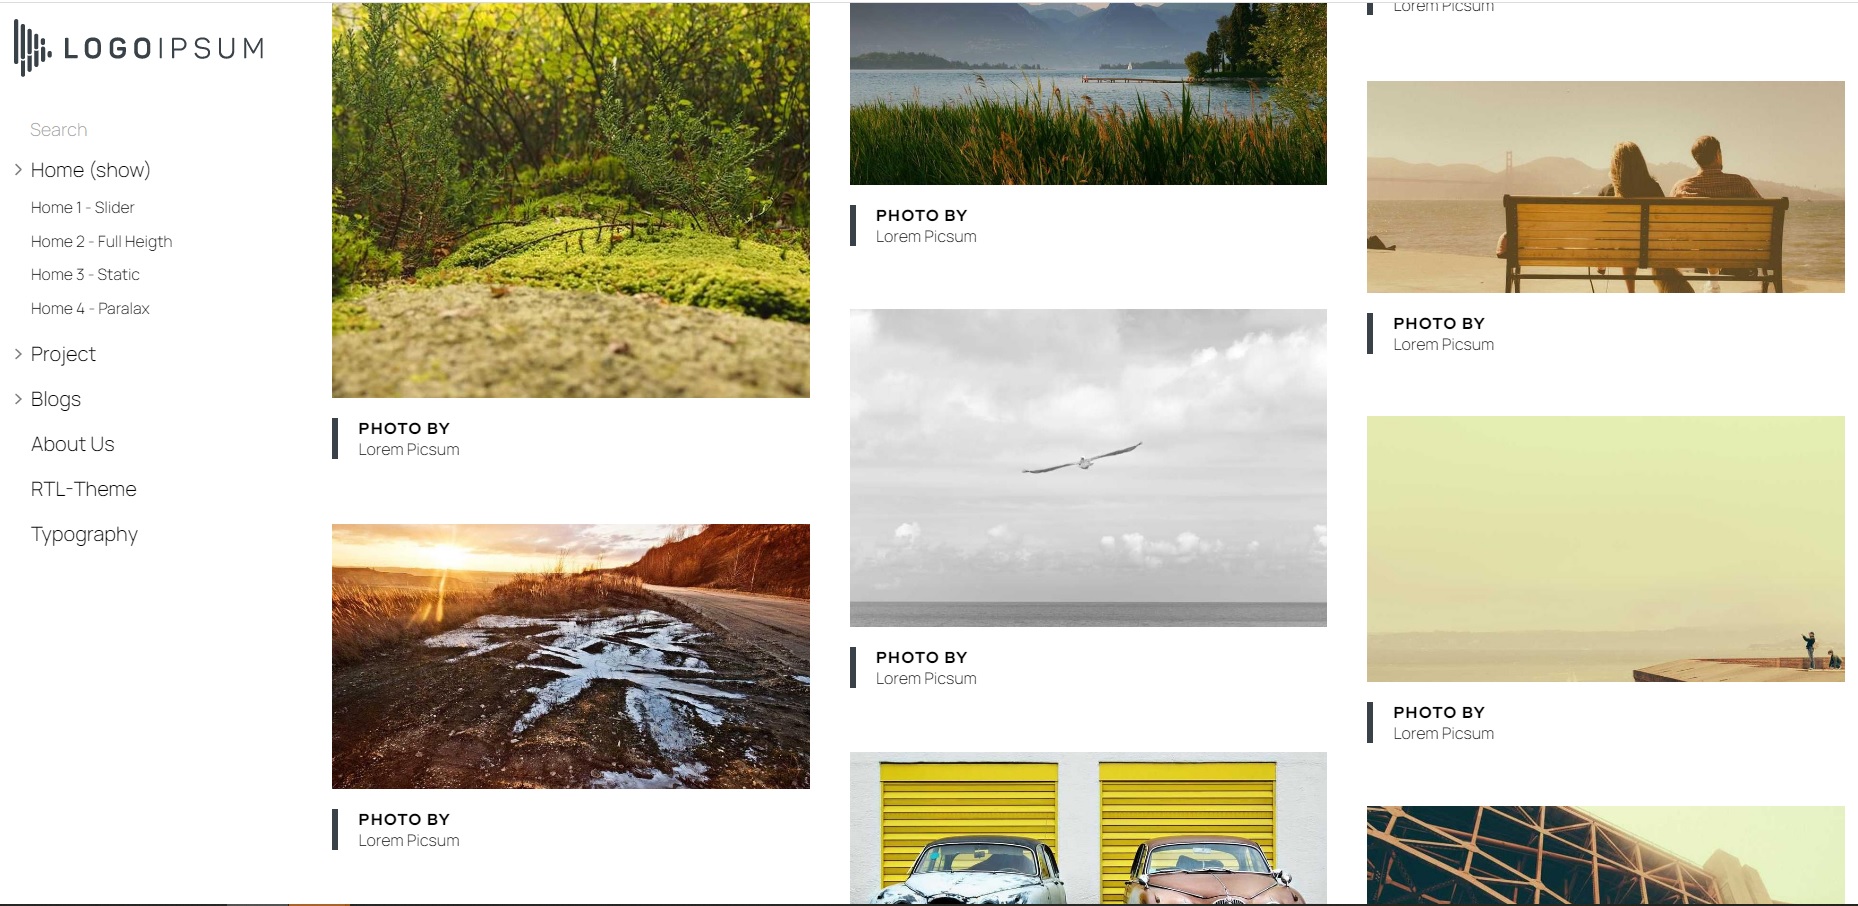 LOGOIPSUM
Search
Home (show)
Home 1 - Slider
Home 2 - Full Heigth
Home 3 - Static
Home 4 - Paralax
Project
Blogs
About Us
RTL-Theme
Typography
PHOTO BY
Lorem Picsum
PHOTO BY
Lorem Picsum
PHOTO BY
Lorem Picsum
PHOTO BY
Lorem Picsum
Lorem Picsum
PHOTO BY
Lorem Picsum
PHOTO BY
Lorem Picsum